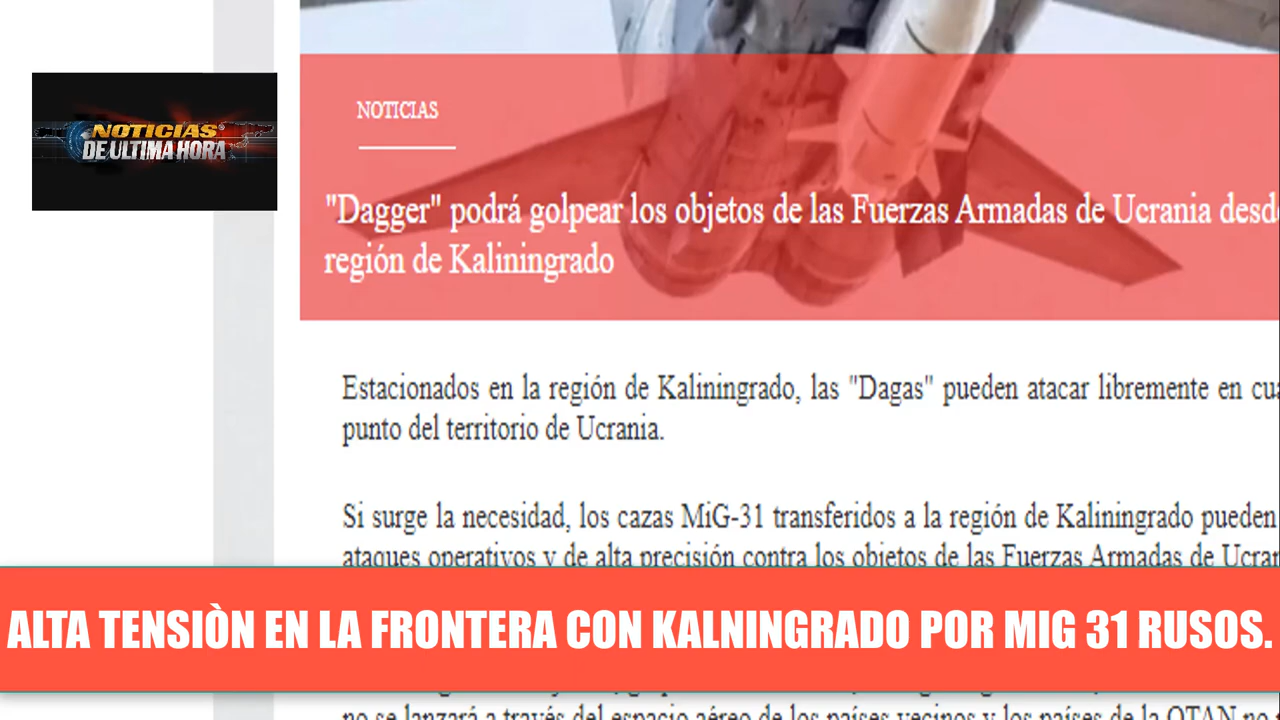 NOTICIAS
DE ULTIMA HORA
NOTICIAS
"Dagger" podrá golpear los objetos de las Fuerzas Armadas de Ucrania
región de Kaliningrado
Estacionados en la región de Kaliningrado, las "Dagas" pueden atacar libremente en
punto del territorio de Ucrania.
Si surge la necesidad, los cazas MiG-31 transferidos a la región de Kaliningrado pueden
ataques operativos y de alta precisión contra los objetos de las Fuerzas Armadas de
ALTA TENSIÒN EN LA FRONTERA CON KALNINGRADO POR MIG 31 RUSOS.
no se lanzará a través del espacio aéreo de los países vecinos y los países de la OTAN no